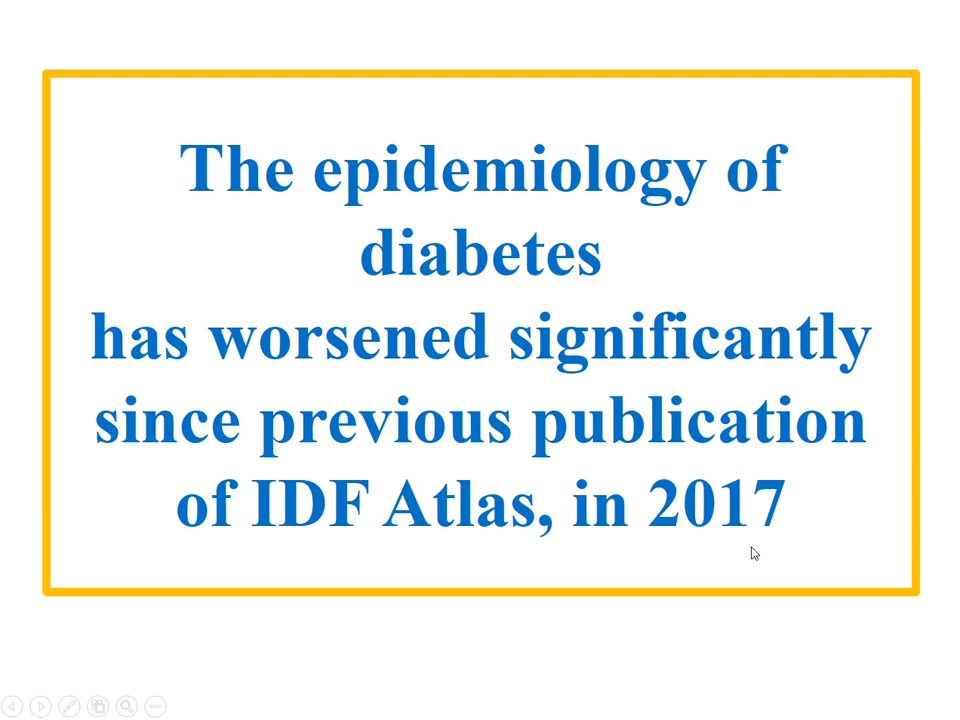 The epidemiology of
diabetes
has worsened significantly
since previous publication
of IDF Atlas, in 2017